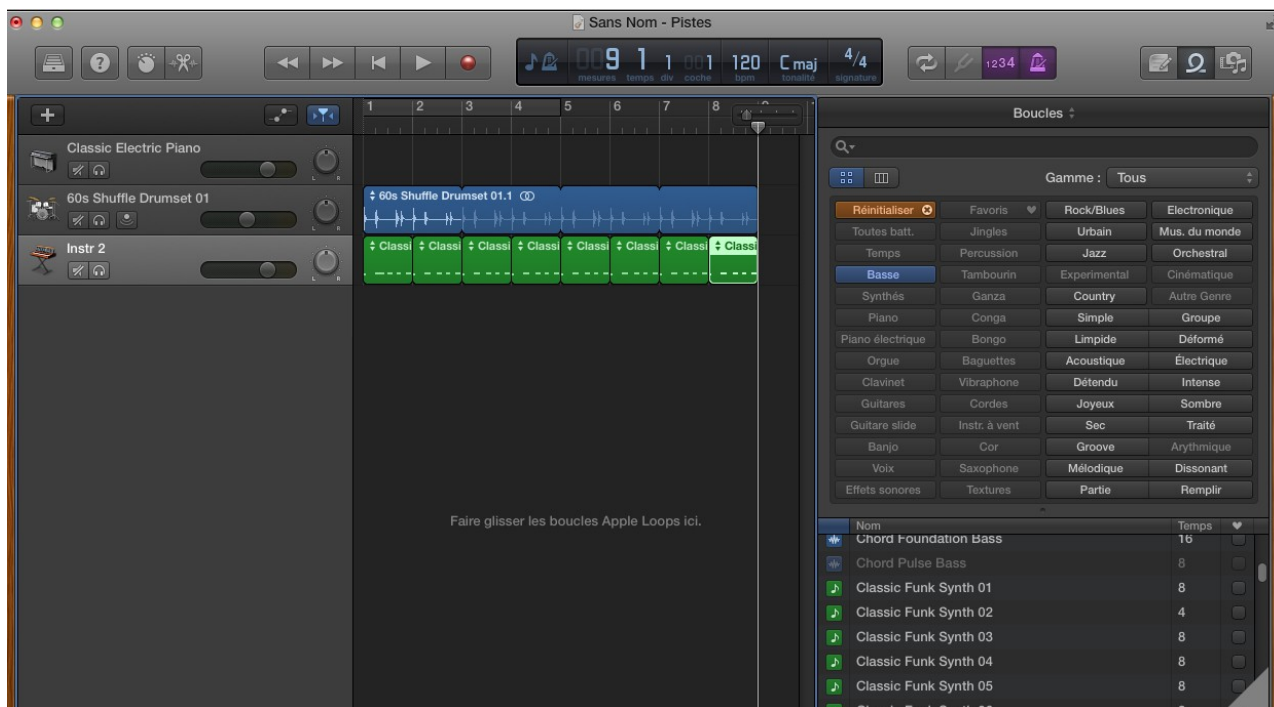 Sans Nom - Pistes
?
9 1 1 001 120 C maj 4/4
mesures temps div coche bpm tonalité signature
1234
1 2 3 4 5 6 7 8 9
Boucles
Classic Electric Piano
L R
60s Shuffle Drumset 01
L R
Instr 2
L R
60s Shuffle Drumset 01.1
Classi Classi Classi Classi Classi Classi Classi Classi
Faire glisser les boucles Apple Loops ici.
Gamme : Tous
Réinitialiser Favoris Rock/Blues Electronique
Toutes batt. Jingles Urbain Mus. du monde
Temps Percussion Jazz Orchestral
Basse Tambourin Experimental Cinématique
Synthés Ganza Country Autre Genre
Piano Conga Simple Groupe
Piano électrique Bongo Limpide Déformé
Orgue Baguettes Acoustique Électrique
Clavinet Vibraphone Détendu Intense
Guitares Cordes Joyeux Sombre
Guitare slide Instr. à vent Sec Traité
Banjo Cor Groove Arythmique
Voix Saxophone Mélodique Dissonant
Effets sonores Textures Partie Remplir
Nom Temps
Chord Foundation Bass 16
Chord Pulse Bass 8
Classic Funk Synth 01 8
Classic Funk Synth 02 4
Classic Funk Synth 03 8
Classic Funk Synth 04 8
Classic Funk Synth 05 8